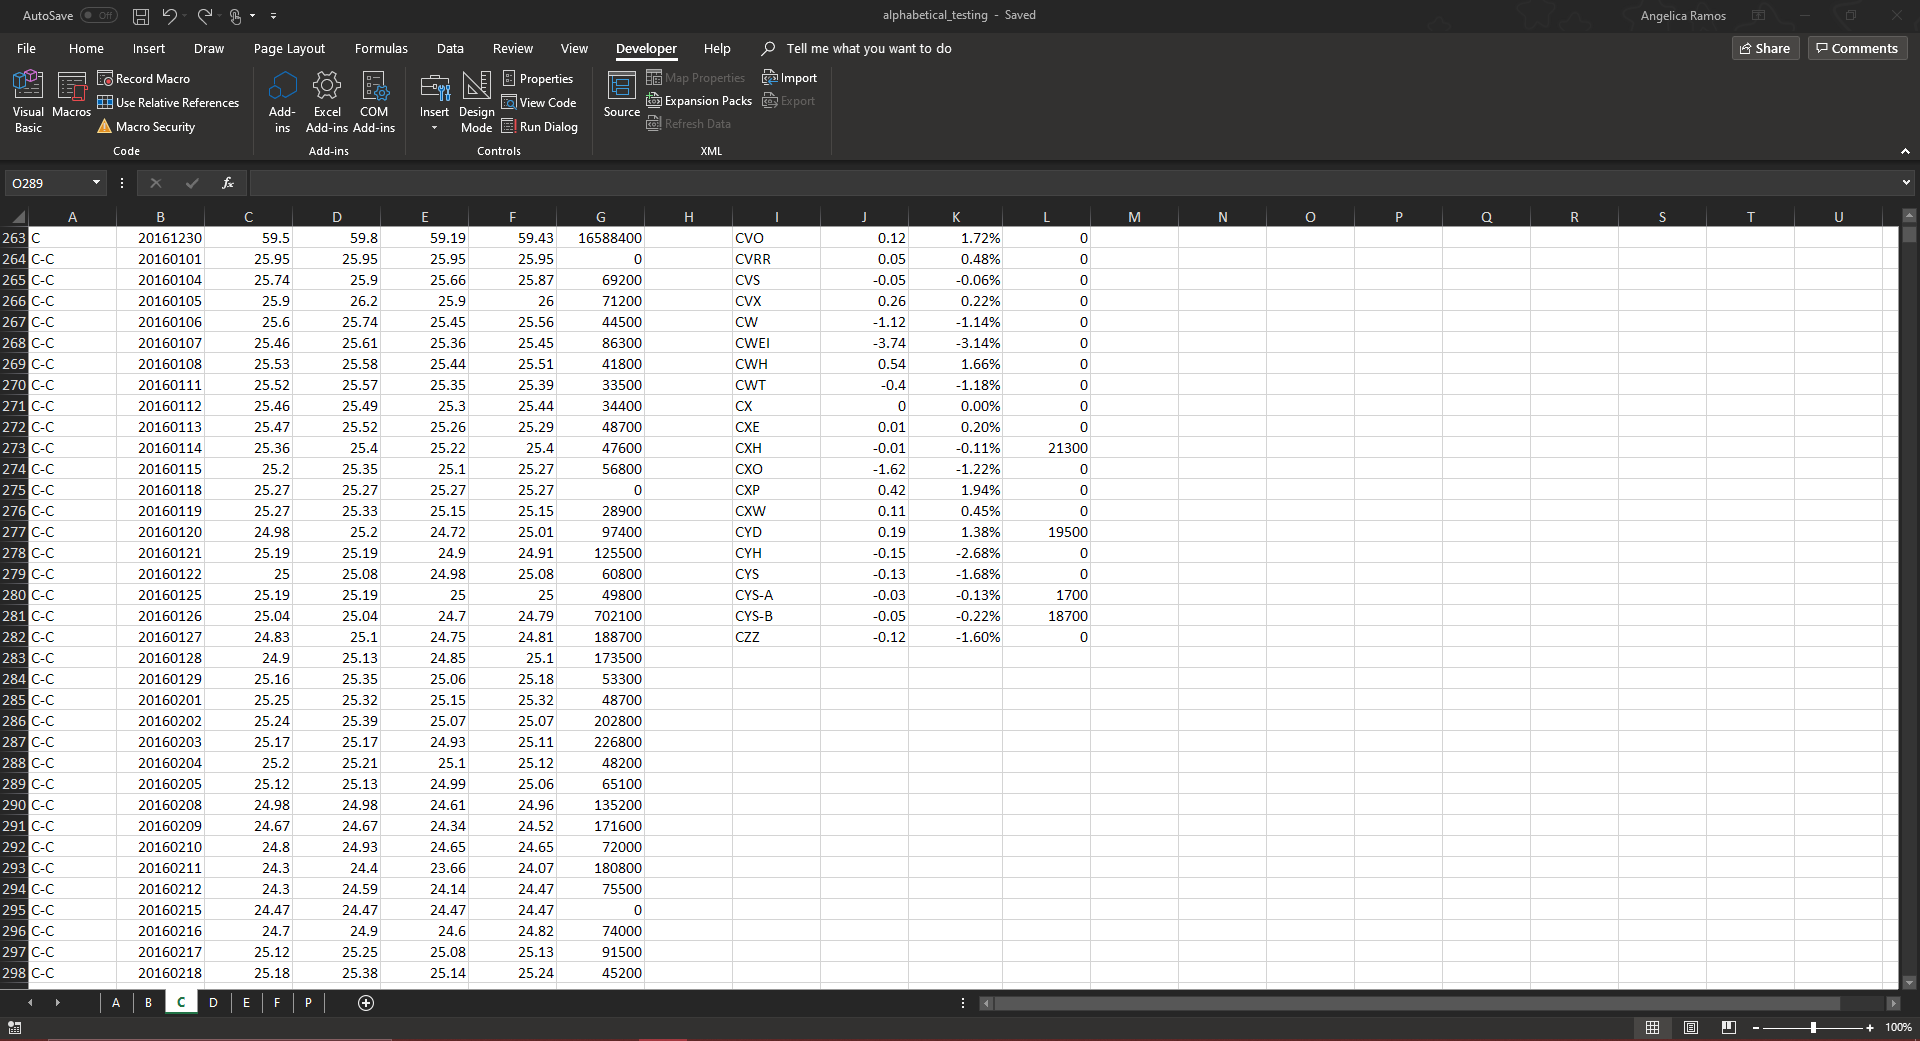 AutoSave Off alphabetical_testing - Saved Angelica Ramos
File Home Insert Draw Page Layout Formulas Data Review View Developer Help Tell me what you want to do Share Comments
Visual Basic
Macros
Record Macro
Use Relative References
Macro Security
Code
Add-ins
Excel Add-ins
COM Add-ins
Add-ins
Insert
Design Mode
Properties
View Code
Run Dialog
Controls
Source
Map Properties
Expansion Packs
Refresh Data
Import
Export
XML
O289 fx
A B C D E F G H I J K L M N O P Q R S T U
263 C 20161230 59.5 59.8 59.19 59.43 16588400 CVO 0.12 1.72% 0
264 C-C 20160101 25.95 25.95 25.95 25.95 0 CVRR 0.05 0.48% 0
265 C-C 20160104 25.74 25.9 25.66 25.87 69200 CVS -0.05 -0.06% 0
266 C-C 20160105 25.9 26.2 25.9 26 71200 CVX 0.26 0.22% 0
267 C-C 20160106 25.6 25.74 25.45 25.56 44500 CW -1.12 -1.14% 0
268 C-C 20160107 25.46 25.61 25.36 25.45 86300 CWEI -3.74 -3.14% 0
269 C-C 20160108 25.53 25.58 25.44 25.51 41800 CWH 0.54 1.66% 0
270 C-C 20160111 25.52 25.57 25.35 25.39 33500 CWT -0.4 -1.18% 0
271 C-C 20160112 25.46 25.49 25.3 25.44 34400 CX 0 0.00% 0
272 C-C 20160113 25.47 25.52 25.26 25.29 48700 CXE 0.01 0.20% 0
273 C-C 20160114 25.36 25.4 25.22 25.4 47600 CXH -0.01 -0.11% 21300
274 C-C 20160115 25.2 25.35 25.1 25.27 56800 CXO -1.62 -1.22% 0
275 C-C 20160118 25.27 25.27 25.27 25.27 0 CXP 0.42 1.94% 0
276 C-C 20160119 25.27 25.33 25.15 25.15 28900 CXW 0.11 0.45% 0
277 C-C 20160120 24.98 25.2 24.72 25.01 97400 CYD 0.19 1.38% 19500
278 C-C 20160121 25.19 25.19 24.9 24.91 125500 CYH -0.15 -2.68% 0
279 C-C 20160122 25 25.08 24.98 25.08 60800 CYS -0.13 -1.68% 0
280 C-C 20160125 25.19 25.19 25 25 49800 CYS-A -0.03 -0.13% 1700
281 C-C 20160126 25.04 25.04 24.7 24.79 702100 CYS-B -0.05 -0.22% 18700
282 C-C 20160127 24.83 25.1 24.75 24.81 188700 CZZ -0.12 -1.60% 0
283 C-C 20160128 24.9 25.13 24.85 25.1 173500
284 C-C 20160129 25.16 25.35 25.06 25.18 53300
285 C-C 20160201 25.25 25.32 25.15 25.32 48700
286 C-C 20160202 25.24 25.39 25.07 25.07 202800
287 C-C 20160203 25.17 25.17 24.93 25.11 226800
288 C-C 20160204 25.2 25.21 25.1 25.12 48200
289 C-C 20160205 25.12 25.13 24.99 25.06 65100
290 C-C 20160208 24.98 24.98 24.61 24.96 135200
291 C-C 20160209 24.67 24.67 24.34 24.52 171600
292 C-C 20160210 24.8 24.93 24.65 24.65 72000
293 C-C 20160211 24.3 24.4 23.66 24.07 180800
294 C-C 20160212 24.3 24.59 24.14 24.47 75500
295 C-C 20160215 24.47 24.47 24.47 24.47 0
296 C-C 20160216 24.7 24.9 24.6 24.82 74000
297 C-C 20160217 25.12 25.25 25.08 25.13 91500
298 C-C 20160218 25.18 25.38 25.14 25.24 45200
A B C D E F P
100%